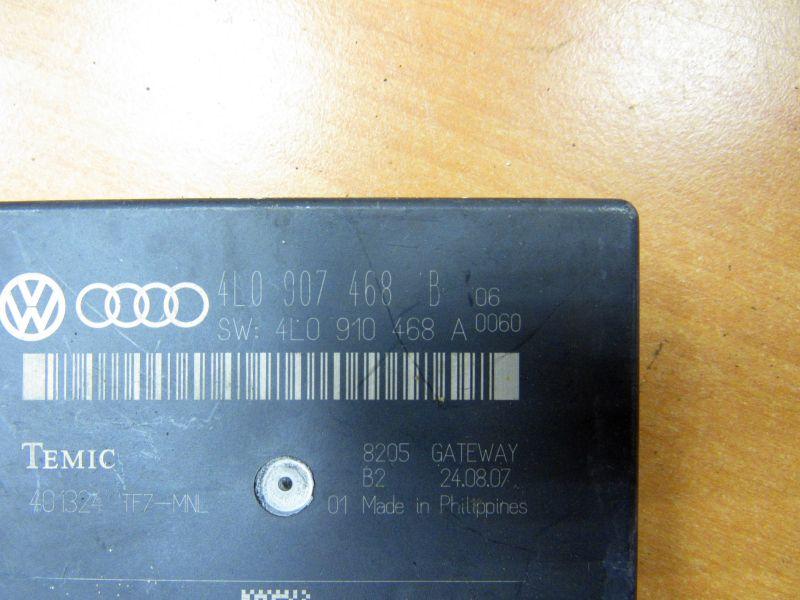 4L0 907 468 B 06
SW: 4L0 910 468 A 0060
TEMIC 8205 GATEWAY
B2 24.08.07
401324 TF7-MNL 01 Made in Philippines